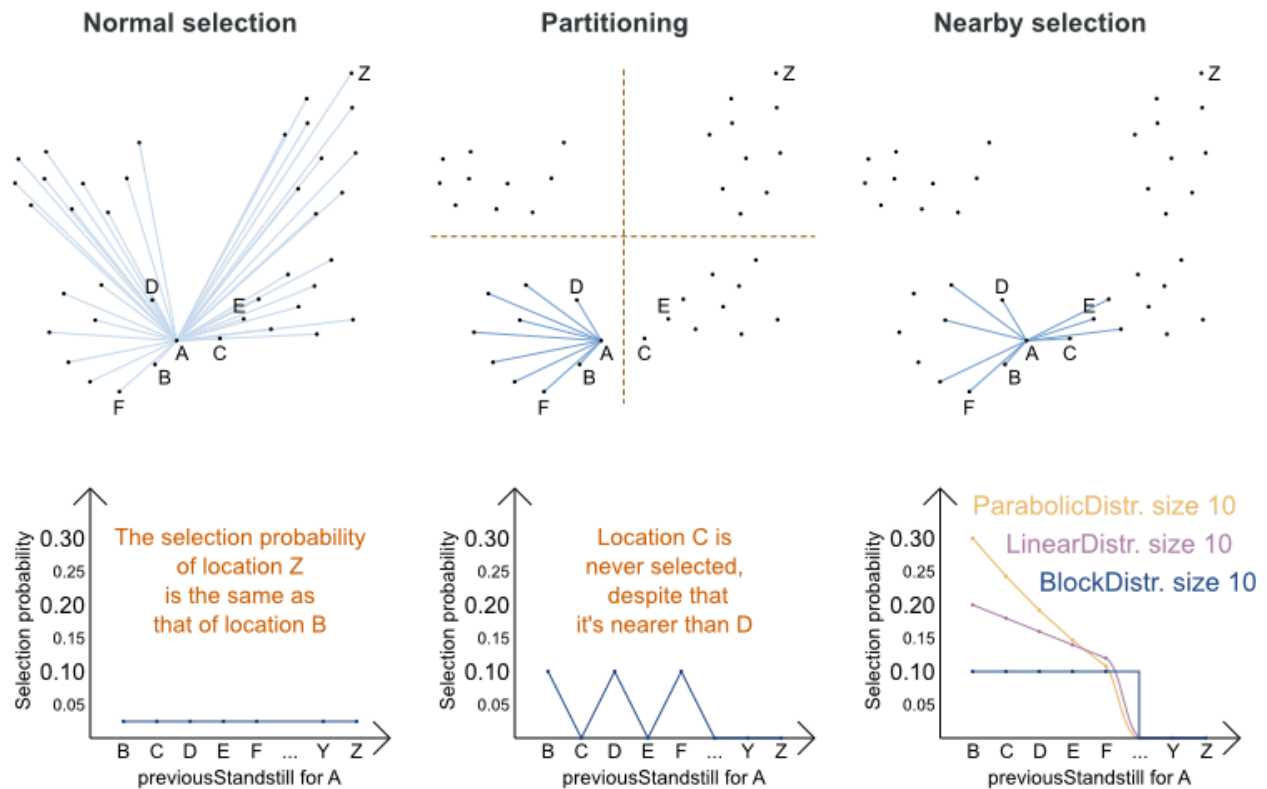 Normal selection
Partitioning
Nearby selection
Z
D
E
A
C
B
F
Z
D
E
A
C
B
F
Z
D
E
A
C
B
F
Selection probability
0.30
0.25
0.20
0.15
0.10
0.05
The selection probability
of location Z
is the same as
that of location B
B C D E F ... Y Z
previousStandstill for A
Selection probability
0.30
0.25
0.20
0.15
0.10
0.05
Location C is
never selected,
despite that
it's nearer than D
B C D E F ... Y Z
previousStandstill for A
Selection probability
0.30
0.25
0.20
0.15
0.10
0.05
ParabolicDistr. size 10
LinearDistr. size 10
BlockDistr. size 10
B C D E F ... Y Z
previousStandstill for A